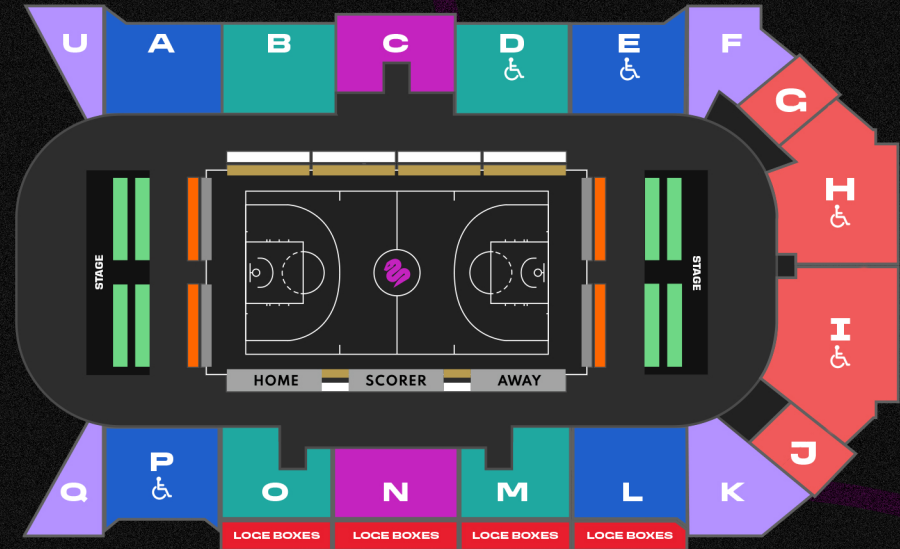 U
A
B
C
D
E
F
G
H
STAGE
STAGE
I
HOME
SCORER
AWAY
J
P
Q
O
N
M
L
K
LOGE BOXES
LOGE BOXES
LOGE BOXES
LOGE BOXES